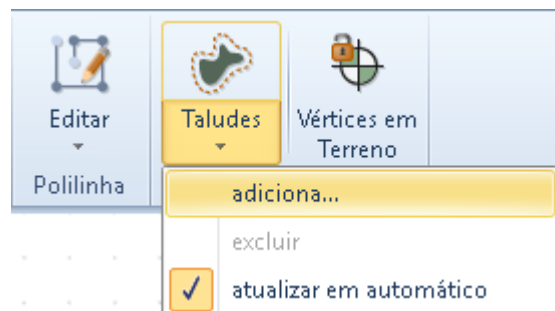 Editar
Taludes
Vértices em
Terreno
Polilinha
adiciona...
excluir
atualizar em automático